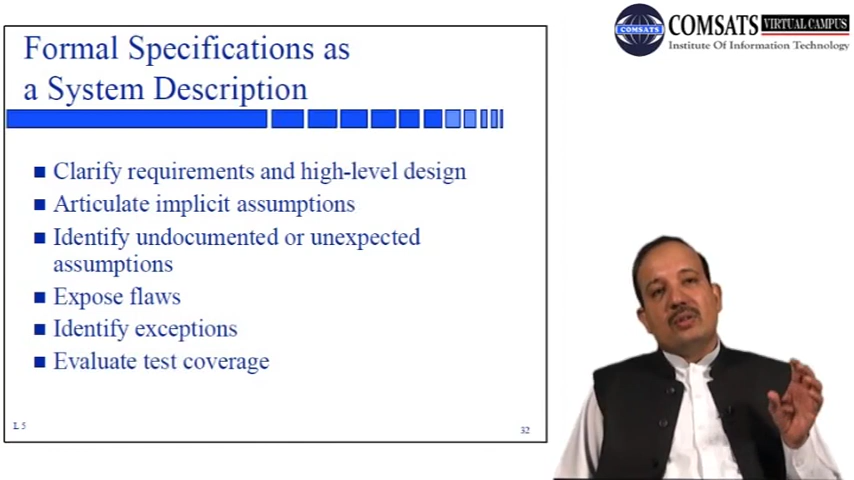 COMSATS
COMSATS VIRTUAL CAMPUS
Institute Of Information Technology
Formal Specifications as
a System Description
Clarify requirements and high-level design
Articulate implicit assumptions
Identify undocumented or unexpected
assumptions
Expose flaws
Identify exceptions
Evaluate test coverage
L 5
32